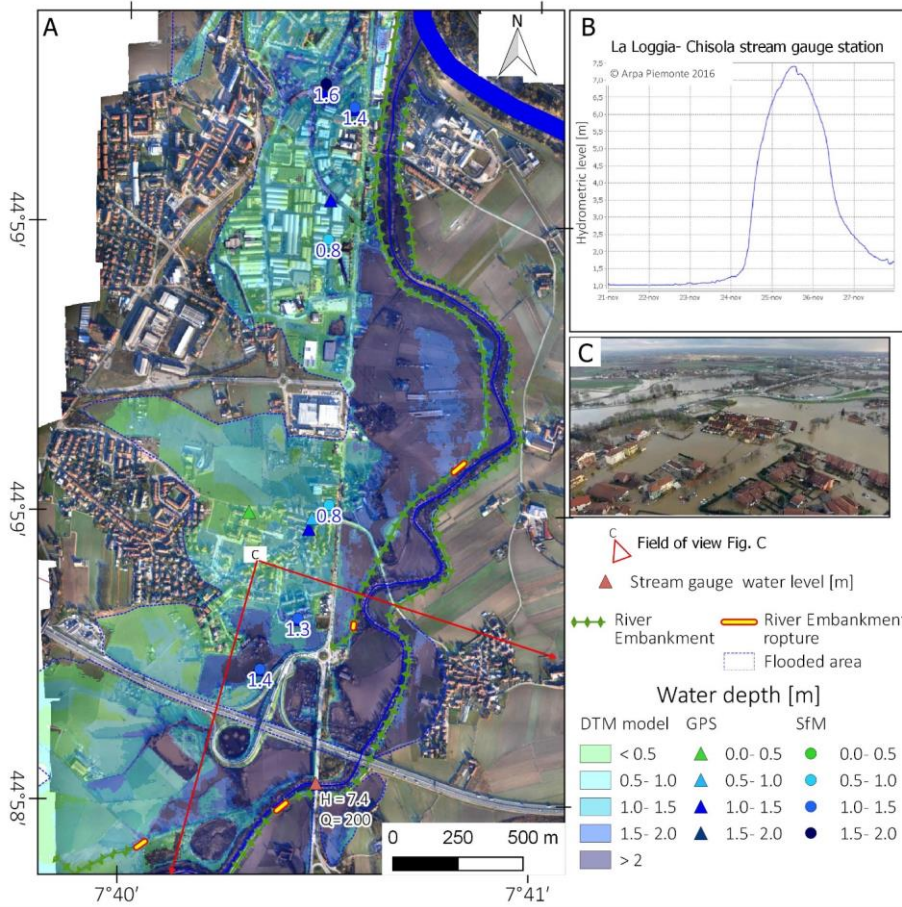 A
N
1.6
1.4
0.8
0.8
C
1.3
1.4
H = 7.4
Q= 200
0 250 500 m
44°59'
44°59'
44°58'
7°40'
7°41'
B
La Loggia- Chisola stream gauge station
© Arpa Piemonte 2016
Hydrometric level [m]
7,5
7,0
6,5
6,0
5,5
5,0
4,5
4,0
3,5
3,0
2,5
2,0
1,5
1,0
21-nov 22-nov 23-nov 24-nov 25-nov 26-nov 27-nov
C
C
Field of view Fig. C
Stream gauge water level [m]
River Embankment
River Embankment ropture
Flooded area
Water depth [m]
DTM model GPS SfM
< 0.5 0.0- 0.5 0.0- 0.5
0.5- 1.0 0.5- 1.0 0.5- 1.0
1.0- 1.5 1.0- 1.5 1.0- 1.5
1.5- 2.0 1.5- 2.0 1.5- 2.0
> 2